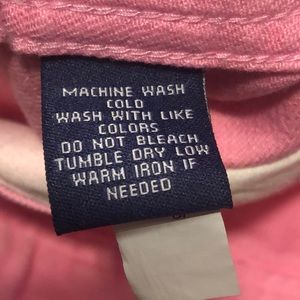 MACHINE WASH
COLD
WASH WITH LIKE
COLORS
DO NOT BLEACH
TUMBLE DRY LOW
WARM IRON IF
NEEDED